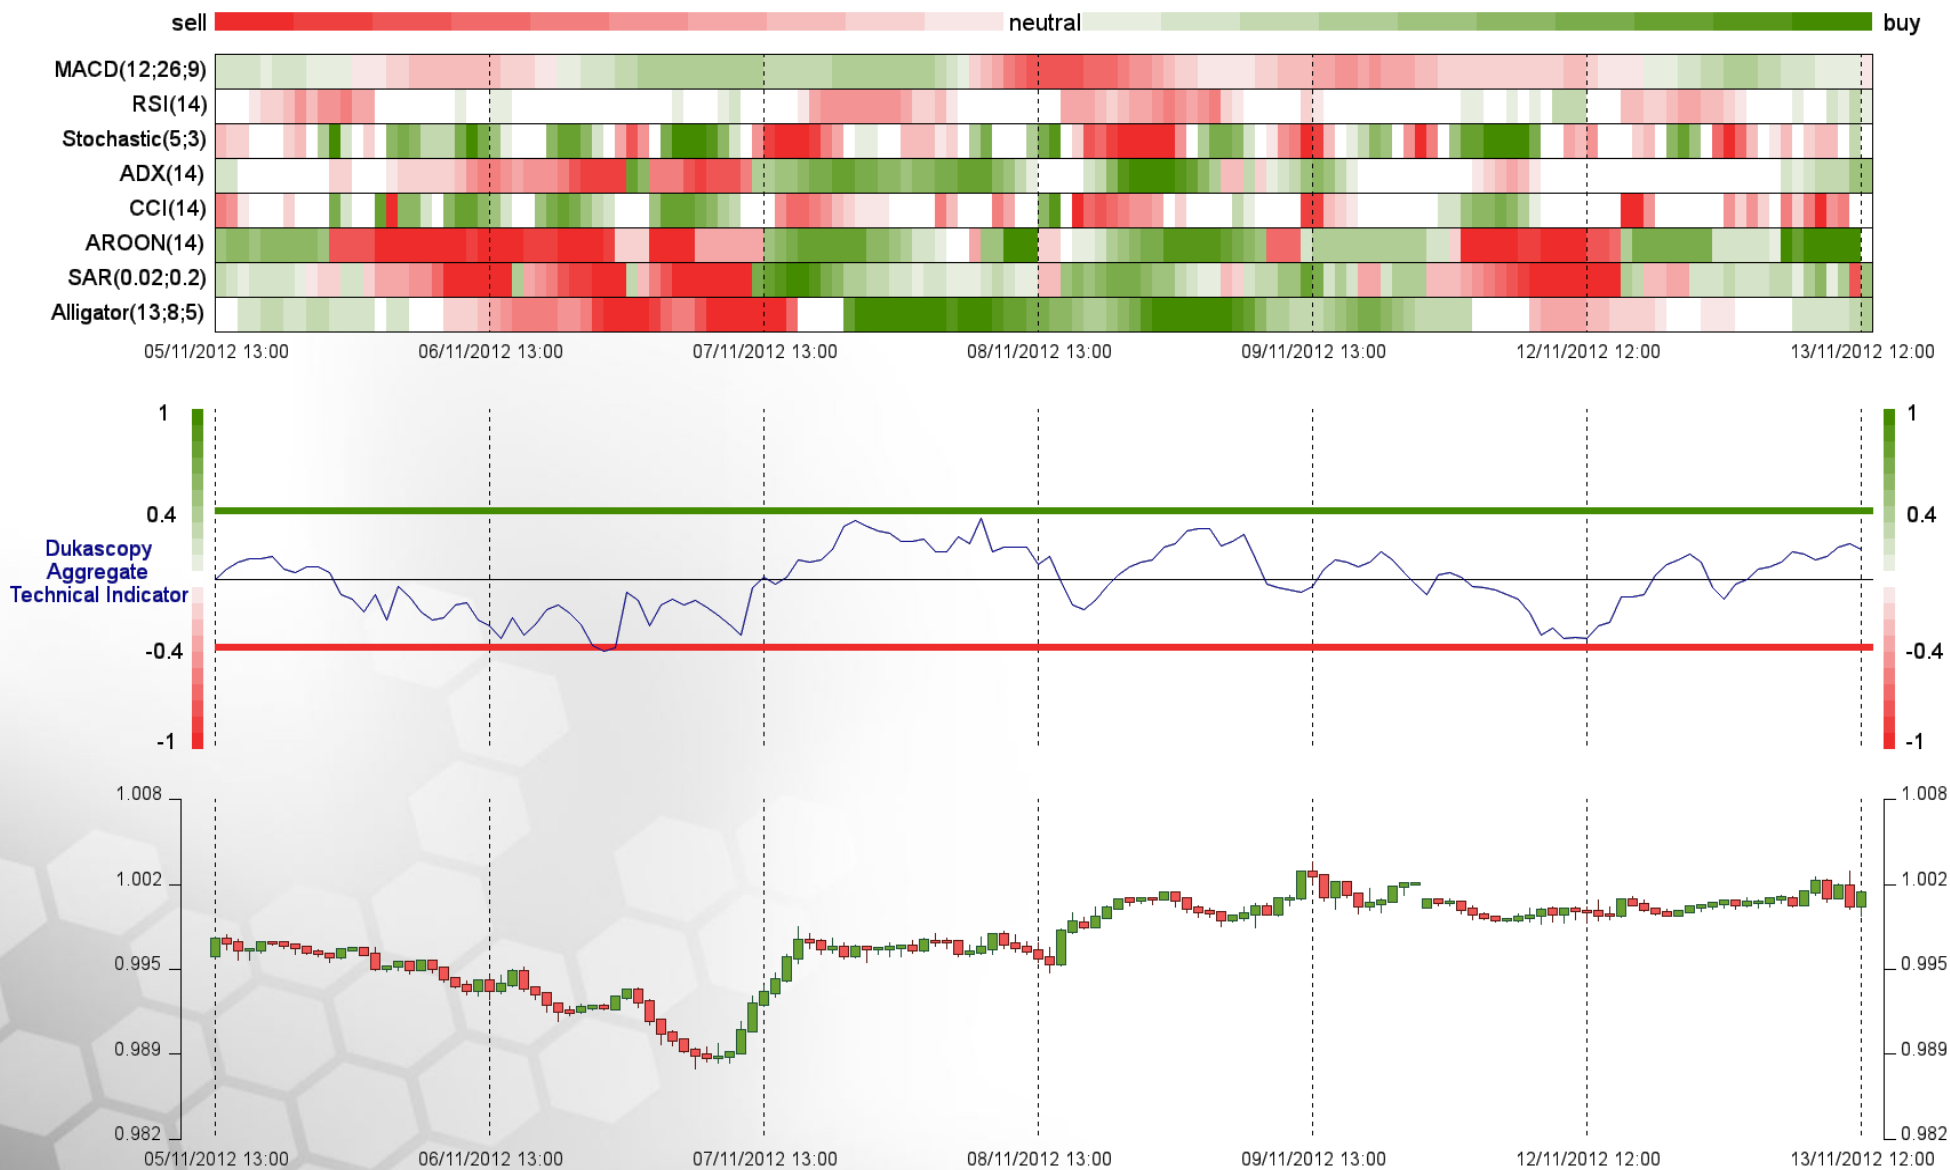 sell neutral buy
MACD(12;26;9)
RSI(14)
Stochastic(5;3)
ADX(14)
CCI(14)
AROON(14)
SAR(0.02;0.2)
Alligator(13;8;5)
05/11/2012 13:00 06/11/2012 13:00 07/11/2012 13:00 08/11/2012 13:00 09/11/2012 13:00 12/11/2012 12:00 13/11/2012 12:00
1 1
0.4 0.4
Dukascopy
Aggregate
Technical Indicator
-0.4 -0.4
-1 -1
1.008 1.008
1.002 1.002
0.995 0.995
0.989 0.989
0.982 0.982
05/11/2012 13:00 06/11/2012 13:00 07/11/2012 13:00 08/11/2012 13:00 09/11/2012 13:00 12/11/2012 12:00 13/11/2012 12:00